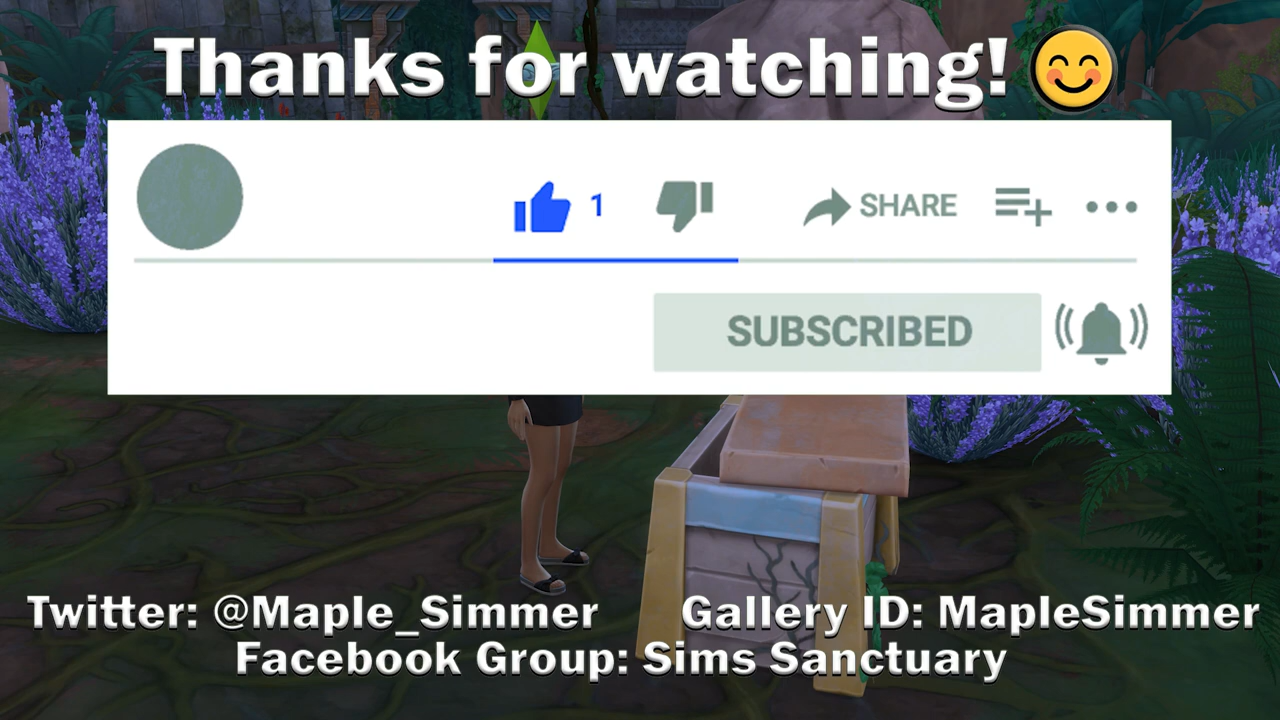 Thanks for watching! 😊
1 SHARE
SUBSCRIBED
Twitter: @Maple_Simmer Gallery ID: MapleSimmer
Facebook Group: Sims Sanctuary